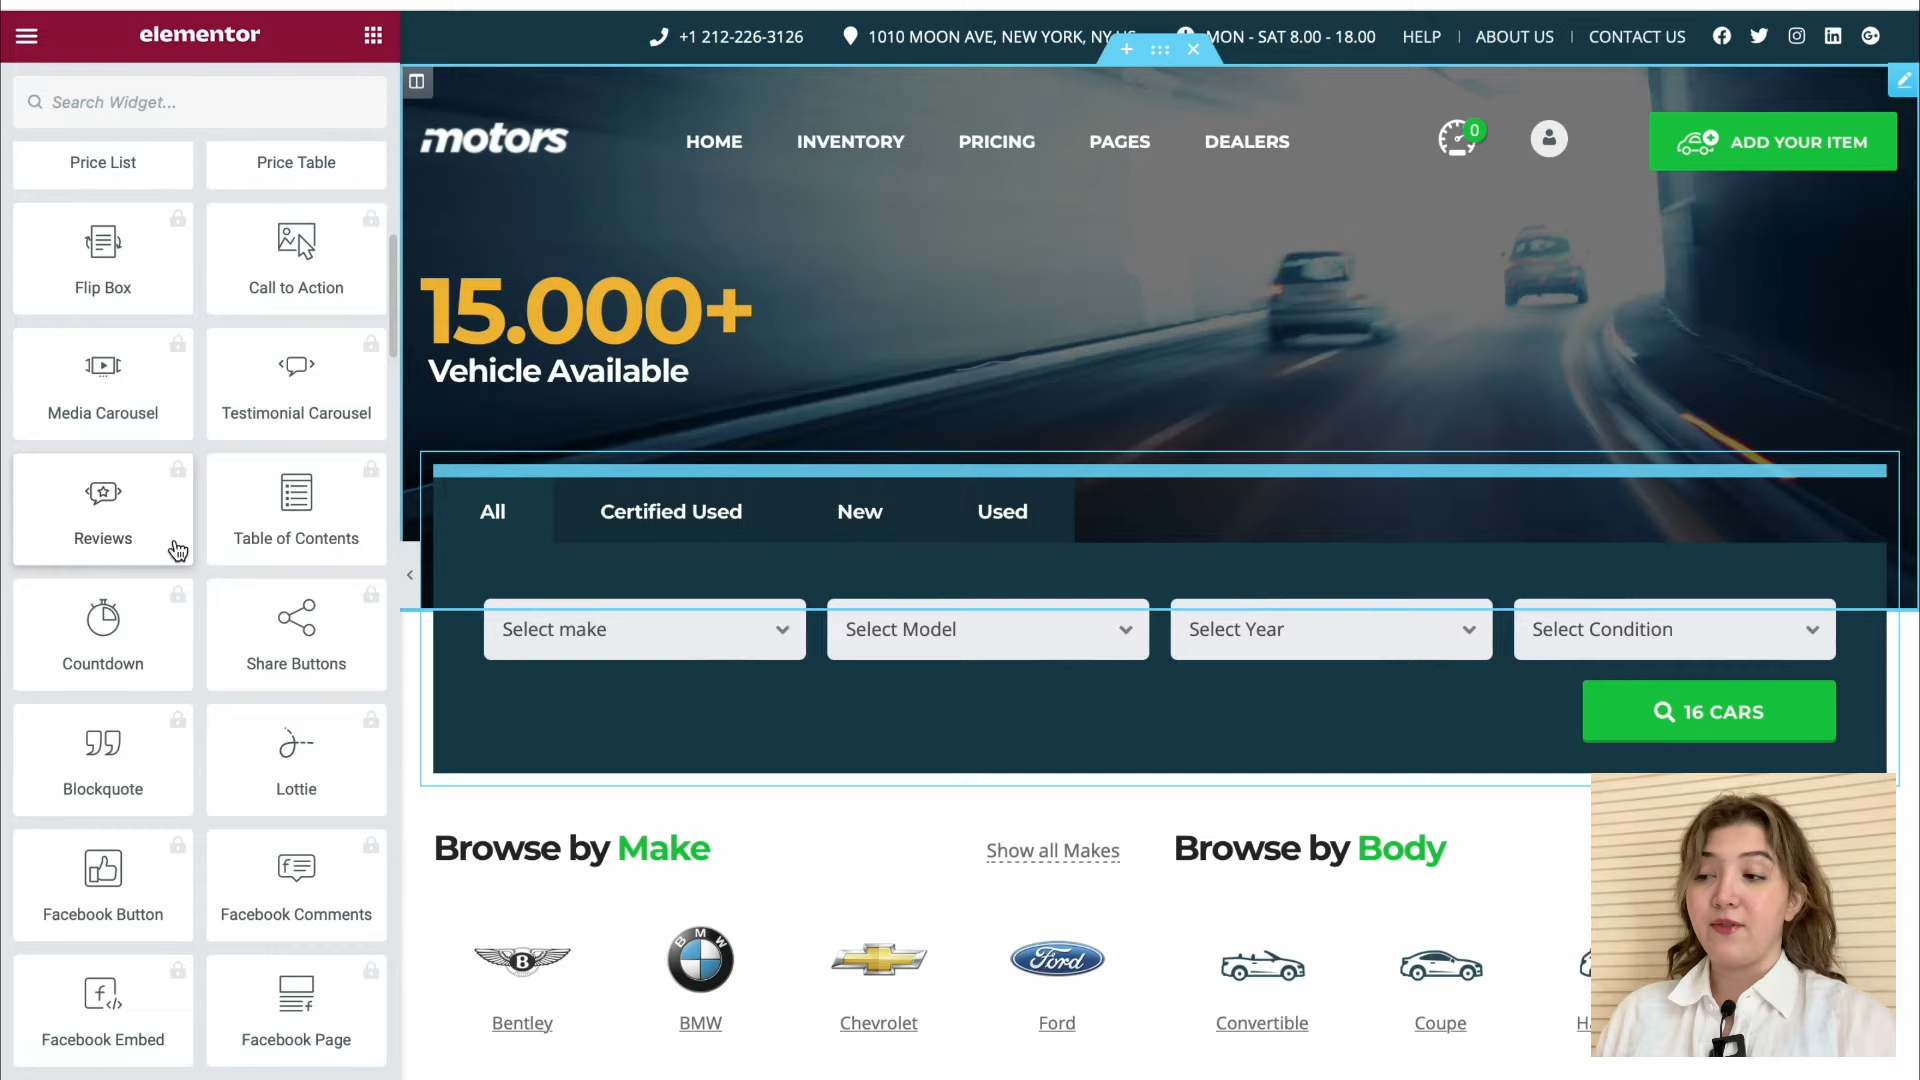 elementor
+1 212-226-3126
1010 MOON AVE, NEW YORK, NY
MON - SAT 8.00 - 18.00
HELP
ABOUT US
CONTACT US
Search Widget...
motors
HOME
INVENTORY
PRICING
PAGES
DEALERS
0
ADD YOUR ITEM
Price List
Price Table
Flip Box
Call to Action
Media Carousel
Testimonial Carousel
Reviews
Table of Contents
Countdown
Share Buttons
Blockquote
Lottie
Facebook Button
Facebook Comments
Facebook Embed
Facebook Page
15.000+
Vehicle Available
All
Certified Used
New
Used
Select make
Select Model
Select Year
Select Condition
16 CARS
Browse by Make
Show all Makes
Browse by Body
B
BMW
Ford
Bentley
BMW
Chevrolet
Ford
Convertible
Coupe